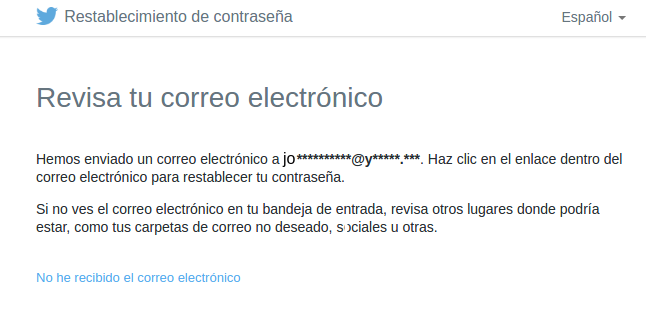 Restablecimiento de contraseña
Español
Revisa tu correo electrónico
Hemos enviado un correo electrónico a jo**********@y*****.***. Haz clic en el enlace dentro del
correo electrónico para restablecer tu contraseña.
Si no ves el correo electrónico en tu bandeja de entrada, revisa otros lugares donde podría
estar, como tus carpetas de correo no deseado, sociales u otras.
No he recibido el correo electrónico